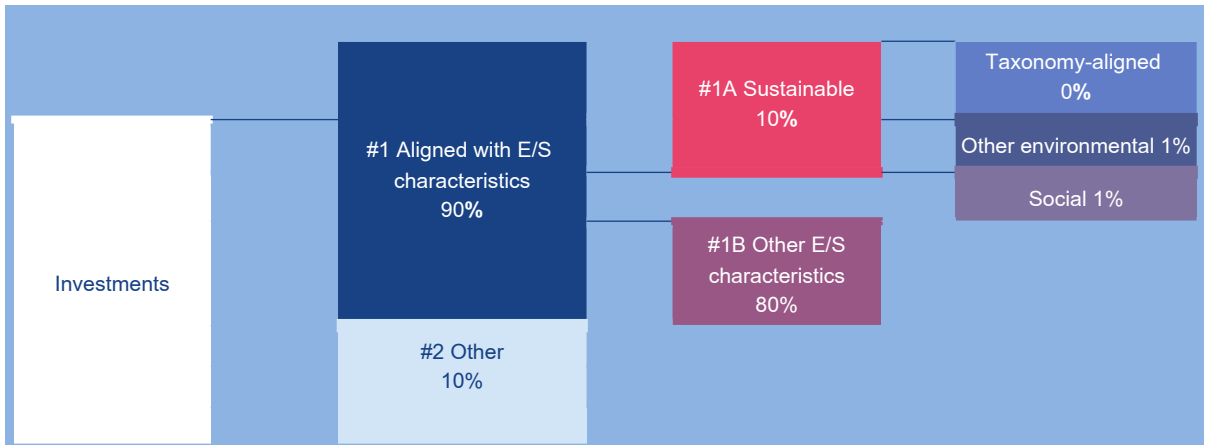 Investments
#1 Aligned with E/S
characteristics
90%
#2 Other
10%
#1A Sustainable
10%
#1B Other E/S
characteristics
80%
Taxonomy-aligned
0%
Other environmental 1%
Social 1%